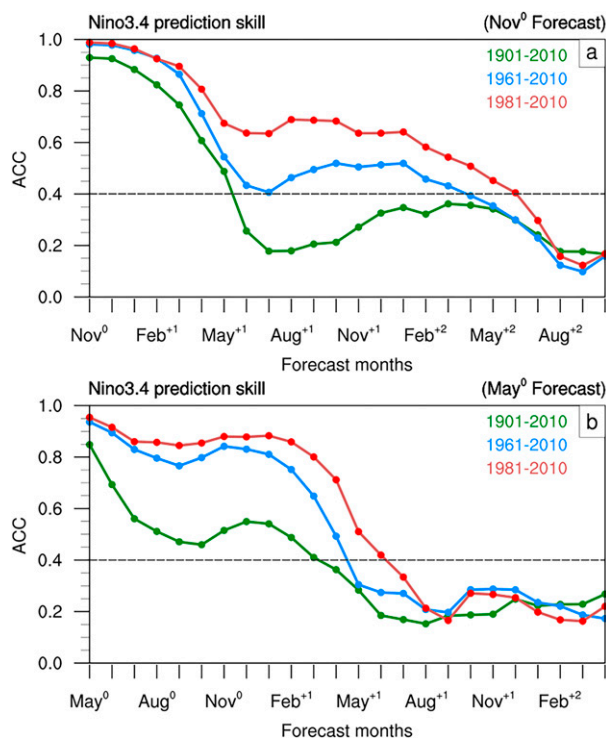 Nino3.4 prediction skill (Nov⁰ Forecast)
a
1901-2010
1961-2010
1981-2010
1.0
0.8
0.6
0.4
0.2
0.0
ACC
Nov⁰ Feb⁺¹ May⁺¹ Aug⁺¹ Nov⁺¹ Feb⁺² May⁺² Aug⁺²
Forecast months
Nino3.4 prediction skill (May⁰ Forecast)
b
1901-2010
1961-2010
1981-2010
1.0
0.8
0.6
0.4
0.2
0.0
ACC
May⁰ Aug⁰ Nov⁰ Feb⁺¹ May⁺¹ Aug⁺¹ Nov⁺¹ Feb⁺²
Forecast months